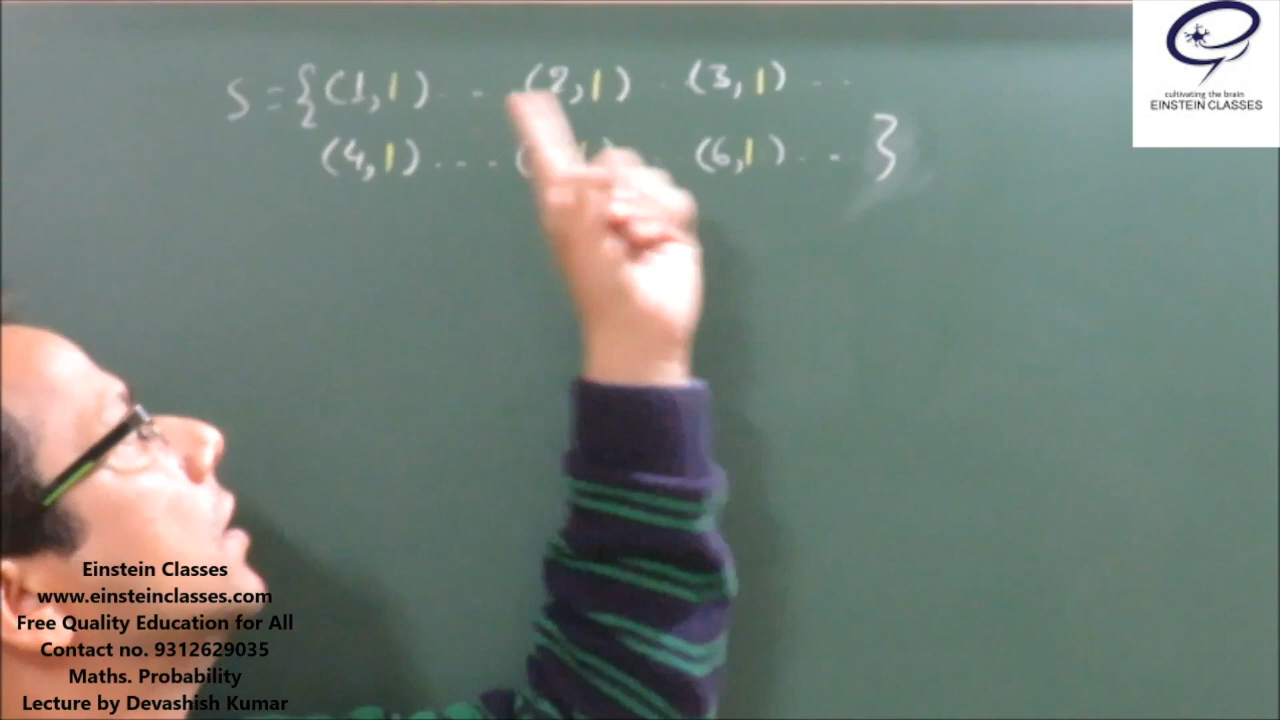 S = {(1,1) ... (2,1) .. (3,1) ...
(4,1) ... ( 1) .. (6,1) ... }
cultivating the brain
EINSTEIN CLASSES
Einstein Classes
www.einsteinclasses.com
Free Quality Education for All
Contact no. 9312629035
Maths. Probability
Lecture by Devashish Kumar